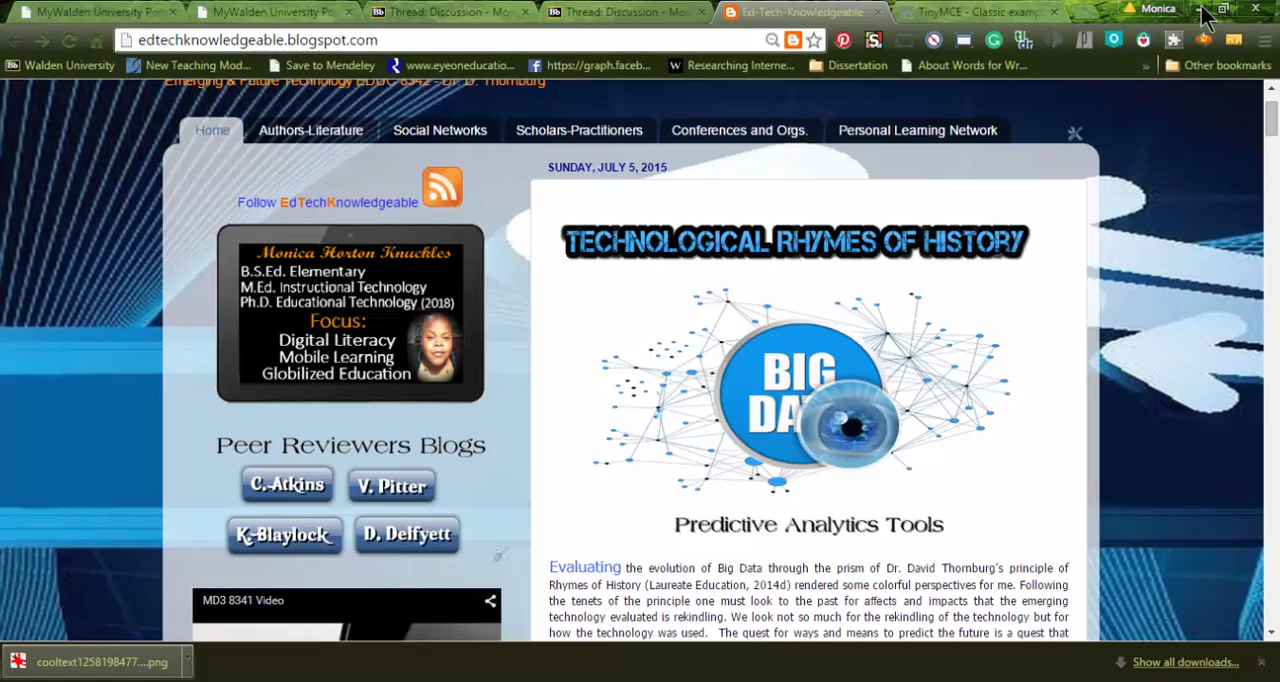 MyWalden University Po
MyWalden University Po
Thread: Discussion - Mo
Thread: Discussion - Mo
Ed-Tech-Knowledgeable
TinyMCE - Classic examp
Monica
edtechknowledgeable.blogspot.com
Walden University
New Teaching Mod...
Save to Mendeley
www.eyeoneducatio...
https://graph.faceb...
Researching Interne...
Dissertation
About Words for Wr...
»
Other bookmarks
Emerging & Future Technology EDUC 8342 - Dr. D. Thornburg
Home
Authors-Literature
Social Networks
Scholars-Practitioners
Conferences and Orgs.
Personal Learning Network
Follow EdTechKnowledgeable
Monica Horton Knuckles
B.S.Ed. Elementary
M.Ed. Instructional Technology
Ph.D. Educational Technology (2018)
Focus:
Digital Literacy
Mobile Learning
Globilized Education
Peer Reviewers Blogs
C. Atkins
V. Pitter
K-Blaylock
D. Delfyett
MD3 8341 Video
SUNDAY, JULY 5, 2015
TECHNOLOGICAL RHYMES OF HISTORY
BIG
DA
Predictive Analytics Tools
Evaluating the evolution of Big Data through the prism of Dr. David Thornburg's principle of
Rhymes of History (Laureate Education, 2014d) rendered some colorful perspectives for me. Following
the tenets of the principle one must look to the past for affects and impacts that the emerging
technology evaluated is rekindling. We look not so much for the rekindling of the technology but for
how the technology was used. The quest for ways and means to predict the future is a quest that
cooltext1258198477....png
Show all downloads...